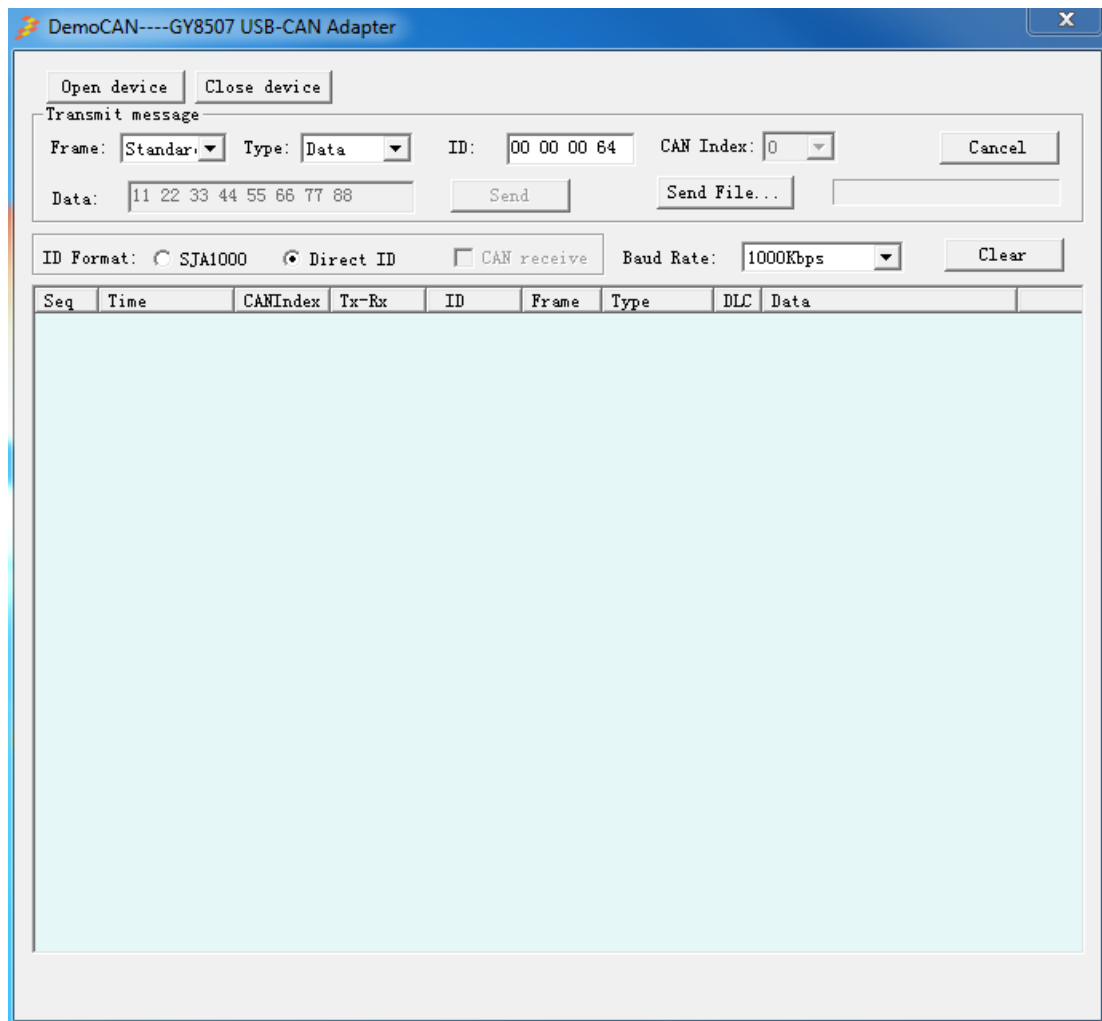 DemoCAN----GY8507 USB-CAN Adapter
X
Open device Close device
Transmit message
Frame: Standar Type: Data ID: 00 00 00 64 CAN Index: 0 Cancel
Data: 11 22 33 44 55 66 77 88 Send Send File...
ID Format: SJA1000 Direct ID CAN receive Baud Rate: 1000Kbps Clear
Seq Time CANIndex Tx-Rx ID Frame Type DLC Data